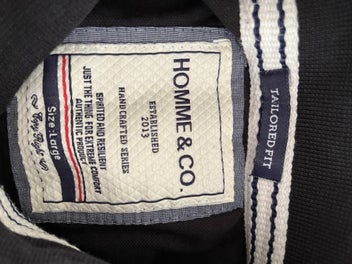 HOMME & CO.
ESTABLISHED
2013
HANDCRAFTED SERIES
SPIRITED AND RESILIENT
JUST THE THING FOR EXTREME COMFORT
AUTHENTIC PRODUCT
Size:Large
TAILORED FIT